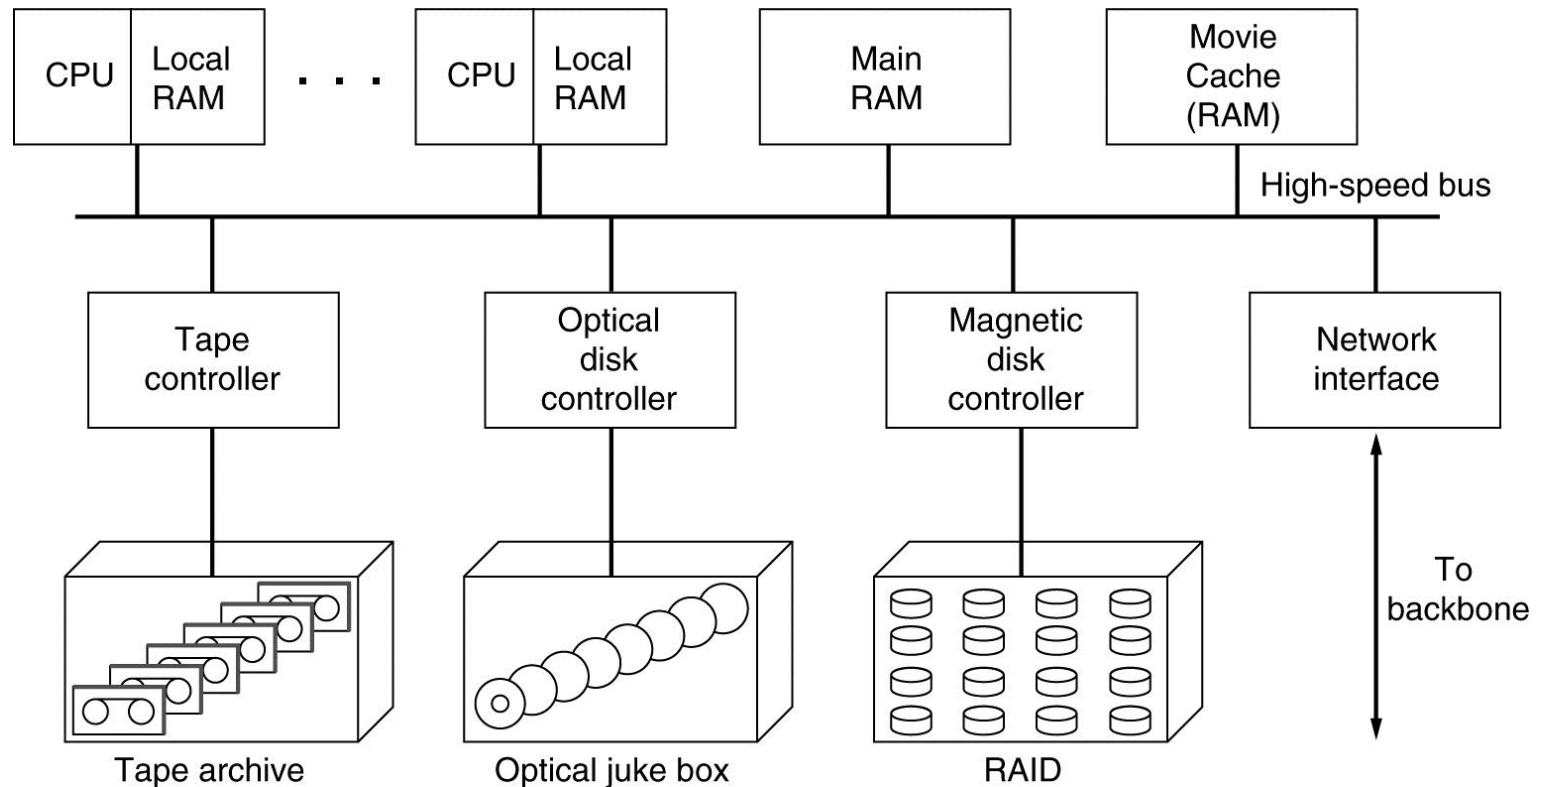 CPU
Local
RAM
. . .
CPU
Local
RAM
Main
RAM
Movie
Cache
(RAM)
High-speed bus
Tape
controller
Optical
disk
controller
Magnetic
disk
controller
Network
interface
To
backbone
Tape archive
Optical juke box
RAID